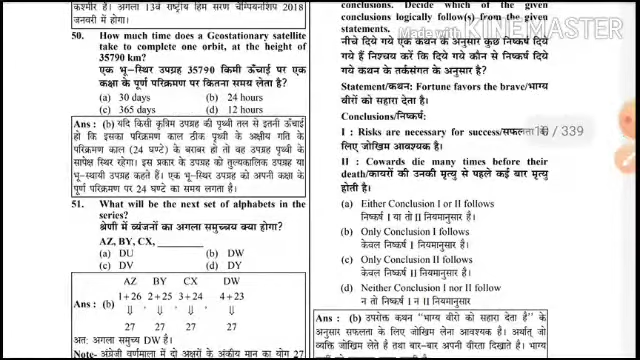 कश्मीर है। अगला 13वां राष्ट्रीय हिम सरण चैम्पियनशिप 2018
जनवरी में होगा।
50. How much time does a Geostationary satellite
take to complete one orbit, at the height of
35790 km?
एक भू-स्थिर उपग्रह 35790 किमी ऊँचाई पर एक
कक्षा के पूर्ण परिक्रमण पर कितना समय लेता है?
(a) 30 days (b) 24 hours
(c) 365 days (d) 12 hours
Ans : (b) यदि किसी कृत्रिम उपग्रह की पृथ्वी तल से इतनी ऊँचाई
हो कि इसका परिक्रमण काल ठीक पृथ्वी के अक्षीय गति के
परिक्रमण काल (24 घण्टे) के बराबर हो तो वह उपग्रह पृथ्वी के
सापेक्ष स्थिर रहेगा। इस प्रकार के उपग्रह को तुल्यकालिक उपग्रह या
भू-स्थायी उपग्रह कहते हैं। एक भू-स्थिर उपग्रह को अपनी कक्षा के
पूर्ण परिक्रमण पर 24 घण्टे का समय लगता है।
51. What will be the next set of alphabets in the
series?
श्रेणी में व्यंजनों का अगला समुच्चय क्या होगा?
AZ, BY, CX, ________
(a) DU (b) DW
(c) DV (d) DY
AZ BY CX DW
Ans : (b) 1+26 2+25 3+24 4+23
⇓ ⇓ ⇓ ⇓
27 27 27 27
अत: अगला समुच्य DW है।
Note- अंग्रेजी वर्णमाला में दो अक्षरों के अंकीय मान का योग 27
conclusions. Decide which of the
given conclusions logically follow(s) from the given
statements.
नीचे दिये गये एक कथन के अनुसार कुछ निष्कर्ष दिये
गये हैं निश्चय करें कि दिये गये कौन से निष्कर्ष दिये
गये कथन के तर्कसंगत के अनुसार है?
Statement/कथन: Fortune favors the brave/भाग्य
वीरों को सहारा देता है।
Conclusions/निष्कर्ष:
I : Risks are necessary for success/सफलता के
लिए जोखिम आवश्यक है।
II : Cowards die many times before their
death/कायरों की उनकी मृत्यु से पहले कई बार मृत्यु
होती है।
(a) Either Conclusion I or II follows
निष्कर्ष I या तो II नियमानुसार है।
(b) Only Conclusion I follows
केवल निष्कर्ष I नियमानुसार है।
(c) Only Conclusion II follows
केवल निष्कर्ष II नियमानुसार है।
(d) Neither Conclusion I nor II follow
न तो निष्कर्ष I न II नियमानुसार
Ans : (b) उपरोक्त कथन "भाग्य वीरों को सहारा देता है" के
अनुसार सफलता के लिए जोखिम लेना आवश्यक है। अर्थात् जो
व्यक्ति जोखिम लेते हैं तथा बार-बार अपनी वीरता दिखाते है। भाग्य
Made with KINEMASTER
/ 339